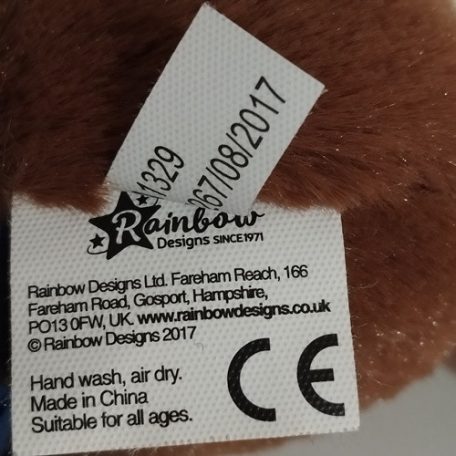 1329
67/08/2017
Rainbow
Designs SINCE1971
Rainbow Designs Ltd. Fareham Reach, 166
Fareham Road, Gosport, Hampshire,
PO13 0FW, UK. www.rainbowdesigns.co.uk
© Rainbow Designs 2017
Hand wash, air dry.
Made in China
Suitable for all ages.
CE